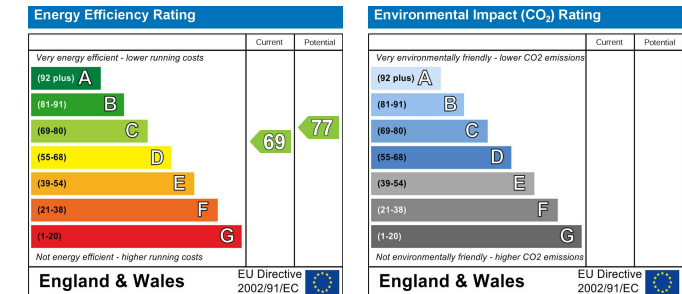 Energy Efficiency Rating
Current Potential
Very energy efficient - lower running costs
(92 plus) A
(81-91) B
(69-80) C
77
69
(55-68) D
(39-54) E
(21-38) F
(1-20) G
Not energy efficient - higher running costs
England & Wales
EU Directive
2002/91/EC
Environmental Impact (CO₂) Rating
Current Potential
Very environmentally friendly - lower CO2 emissions
(92 plus) A
(81-91) B
(69-80) C
(55-68) D
(39-54) E
(21-38) F
(1-20) G
Not environmentally friendly - higher CO2 emissions
England & Wales
EU Directive
2002/91/EC